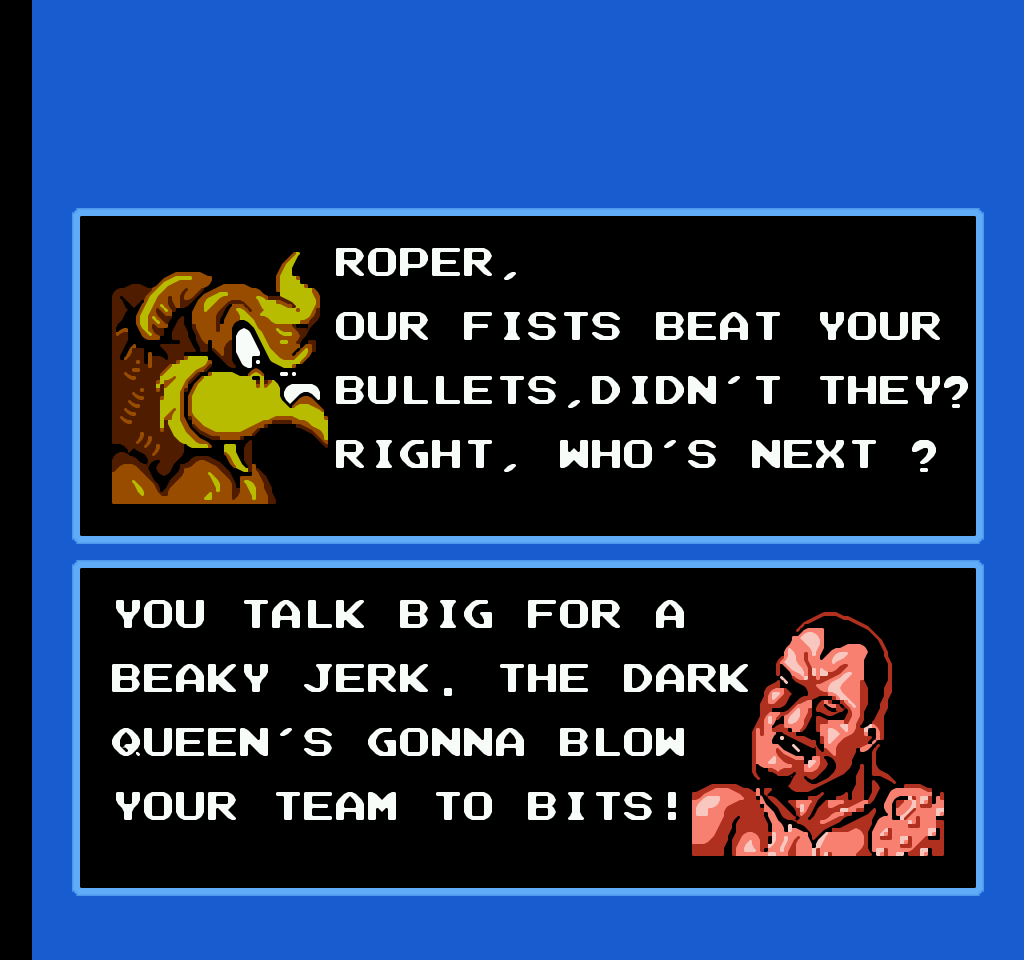 ROPER,
OUR FISTS BEAT YOUR
BULLETS,DIDN´T THEY?
RIGHT, WHO´S NEXT ?
YOU TALK BIG FOR A
BEAKY JERK. THE DARK
QUEEN´S GONNA BLOW
YOUR TEAM TO BITS!